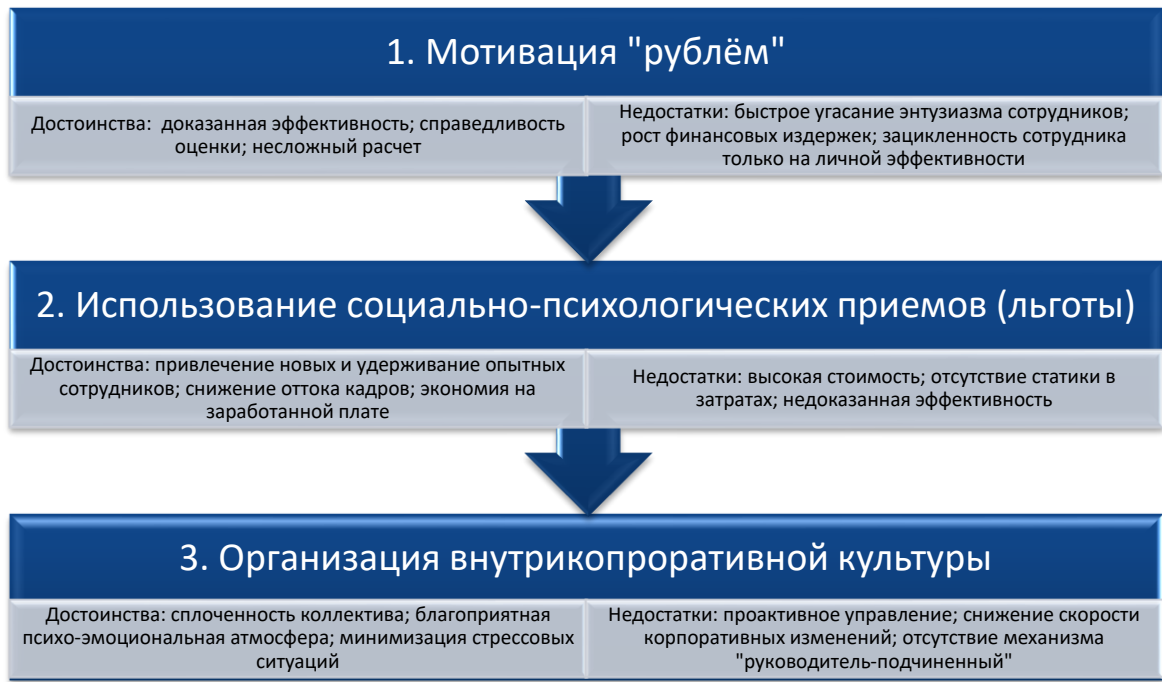 1. Мотивация "рублём"
Достоинства: доказанная эффективность; справедливость
оценки; несложный расчет
Недостатки: быстрое угасание энтузиазма сотрудников;
рост финансовых издержек; зацикленность сотрудника
только на личной эффективности
2. Использование социально-психологических приемов (льготы)
Достоинства: привлечение новых и удерживание опытных
сотрудников; снижение оттока кадров; экономия на
заработанной плате
Недостатки: высокая стоимость; отсутствие статики в
затратах; недоказанная эффективность
3. Организация внутрикопроративной культуры
Достоинства: сплоченность коллектива; благоприятная
психо-эмоциональная атмосфера; минимизация стрессовых
ситуаций
Недостатки: проактивное управление; снижение скорости
корпоративных изменений; отсутствие механизма
"руководитель-подчиненный"